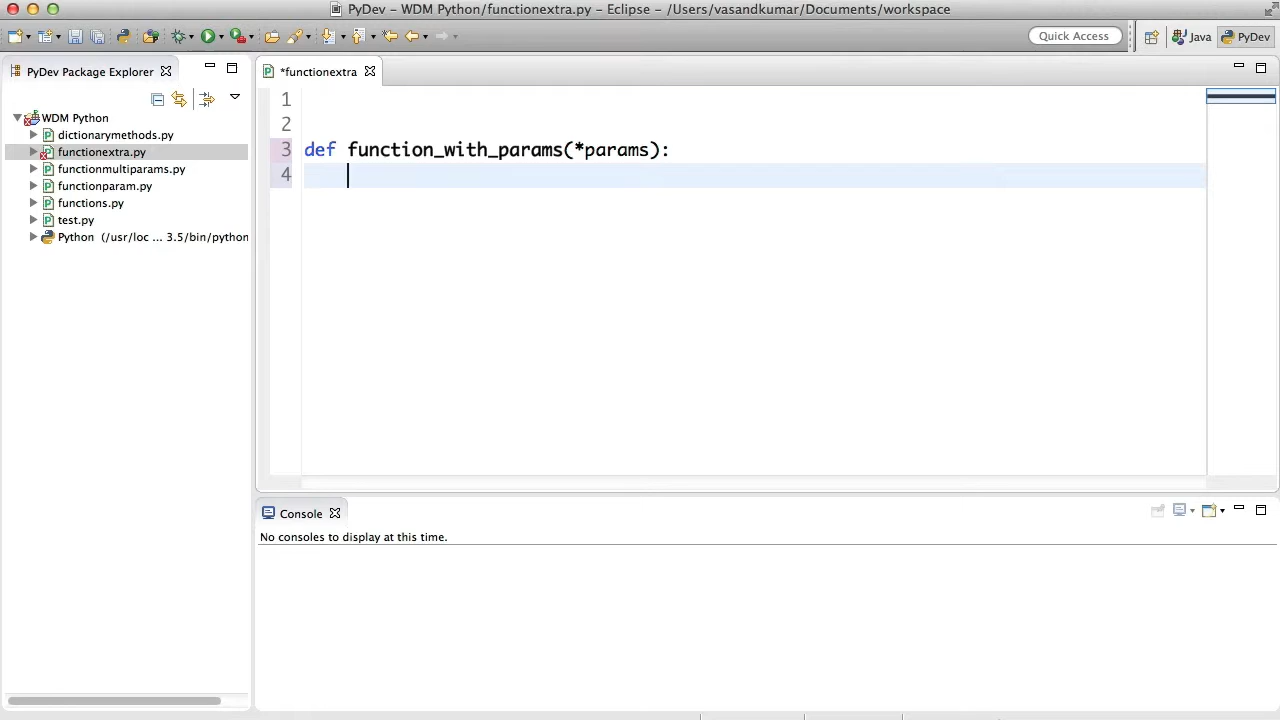 PyDev - WDM Python/functionextra.py - Eclipse - /Users/vasandkumar/Documents/workspace
Quick Access
Java
PyDev
PyDev Package Explorer
*functionextra
WDM Python
dictionarymethods.py
functionextra.py
functionmultiparams.py
functionparam.py
functions.py
test.py
Python (/usr/loc ... 3.5/bin/python
1
2
3 def function_with_params(*params):
4
Console
No consoles to display at this time.